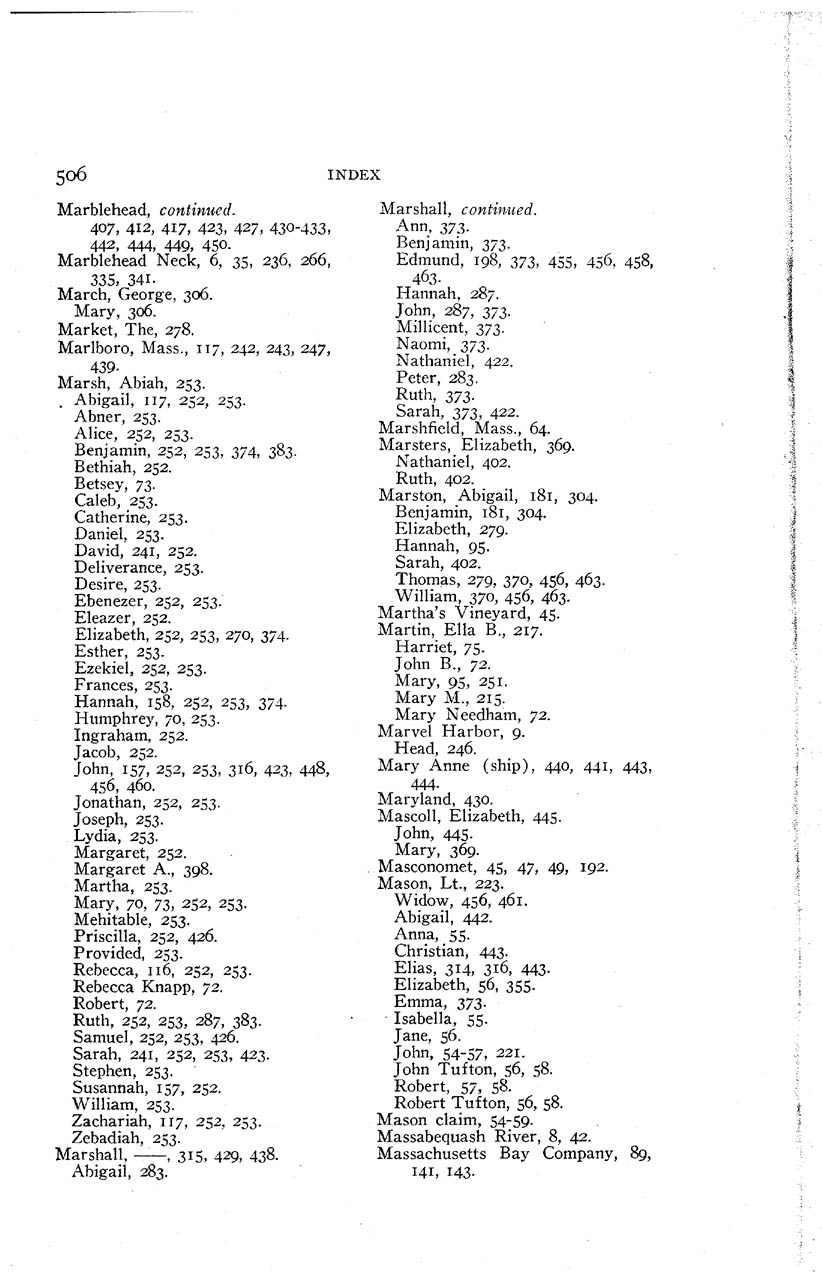 506
INDEX
Marblehead, continued.
407, 412, 417, 423, 427, 430-433,
442, 444, 449, 450.
Marblehead Neck, 6, 35, 236, 266,
335, 341.
March, George, 306.
Mary, 306.
Market, The, 278.
Marlboro, Mass., 117, 242, 243, 247,
439.
Marsh, Abiah, 253.
Abigail, 117, 252, 253.
Abner, 253.
Alice, 252, 253.
Benjamin, 252, 253, 374, 383.
Bethiah, 252.
Betsey, 73.
Caleb, 253.
Catherine, 253.
Daniel, 253.
David, 241, 252.
Deliverance, 253.
Desire, 253.
Ebenezer, 252, 253.
Eleazer, 252.
Elizabeth, 252, 253, 270, 374.
Esther, 253.
Ezekiel, 252, 253.
Frances, 253.
Hannah, 158, 252, 253, 374.
Humphrey, 70, 253.
Ingraham, 252.
Jacob, 252.
John, 157, 252, 253, 316, 423, 448,
456, 460.
Jonathan, 252, 253.
Joseph, 253.
Lydia, 253.
Margaret, 252.
Margaret A., 398.
Martha, 253.
Mary, 70, 73, 252, 253.
Mehitable, 253.
Priscilla, 252, 426.
Provided, 253.
Rebecca, 116, 252, 253.
Rebecca Knapp, 72.
Robert, 72.
Ruth, 252, 253, 287, 383.
Samuel, 252, 253, 426.
Sarah, 241, 252, 253, 423.
Stephen, 253.
Susannah, 157, 252.
William, 253.
Zachariah, 117, 252, 253.
Zebadiah, 253.
Marshall, ——, 315, 429, 438.
Abigail, 283.
Marshall, continued.
Ann, 373.
Benjamin, 373.
Edmund, 198, 373, 455, 456, 458,
463.
Hannah, 287.
John, 287, 373.
Millicent, 373.
Naomi, 373.
Nathaniel, 422.
Peter, 283.
Ruth, 373.
Sarah, 373, 422.
Marshfield, Mass., 64.
Marsters, Elizabeth, 369.
Nathaniel, 402.
Ruth, 402.
Marston, Abigail, 181, 304.
Benjamin, 181, 304.
Elizabeth, 279.
Hannah, 95.
Sarah, 402.
Thomas, 279, 370, 456, 463.
William, 370, 456, 463.
Martha's Vineyard, 45.
Martin, Ella B., 217.
Harriet, 75.
John B., 72.
Mary, 95, 251.
Mary M., 215.
Mary Needham, 72.
Marvel Harbor, 9.
Head, 246.
Mary Anne (ship), 440, 441, 443,
444.
Maryland, 430.
Mascoll, Elizabeth, 445.
John, 445.
Mary, 369.
Masconomet, 45, 47, 49, 192.
Mason, Lt., 223.
Widow, 456, 461.
Abigail, 442.
Anna, 55.
Christian, 443.
Elias, 314, 316, 443.
Elizabeth, 56, 355.
Emma, 373.
Isabella, 55.
Jane, 56.
John, 54-57, 221.
John Tufton, 56, 58.
Robert, 57, 58.
Robert Tufton, 56, 58.
Mason claim, 54-59.
Massabequash River, 8, 42.
Massachusetts Bay Company, 89,
141, 143.